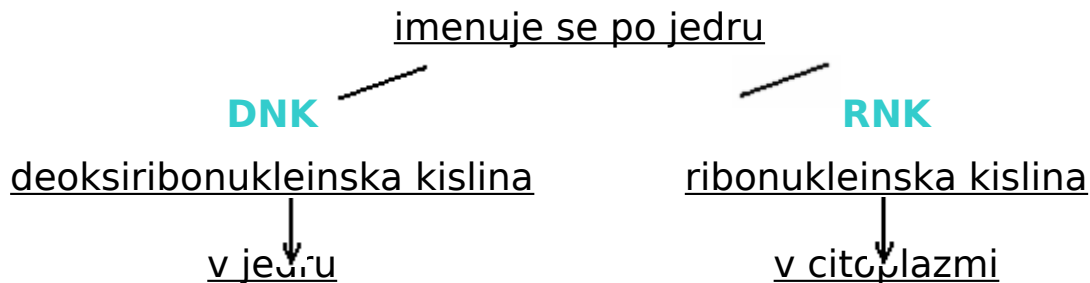 imenuje se po jedru
DNK
RNK
deoksiribonukleinska kislina
ribonukleinska kislina
v jedru
v citoplazmi